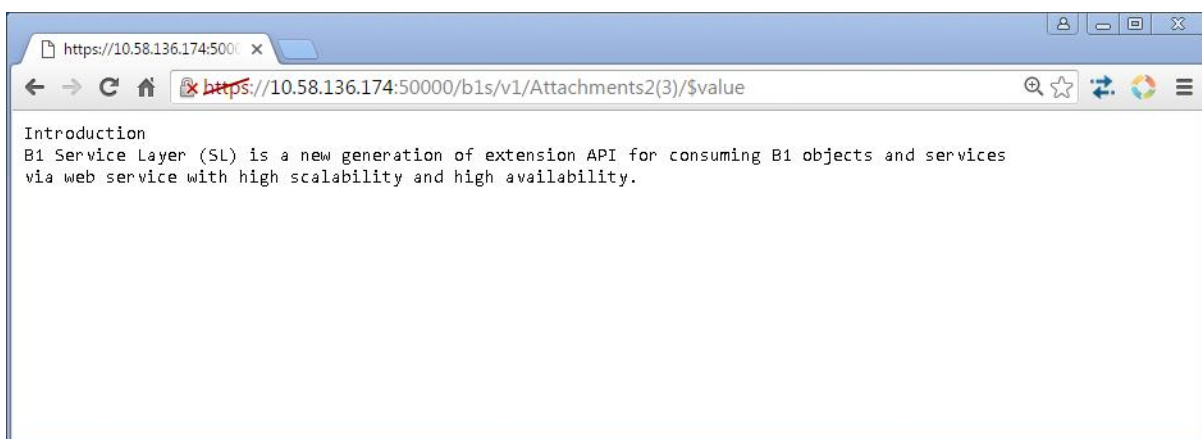 https://10.58.136.174:500
https://10.58.136.174:50000/b1s/v1/Attachments2(3)/$value
Introduction
B1 Service Layer (SL) is a new generation of extension API for consuming B1 objects and services
via web service with high scalability and high availability.